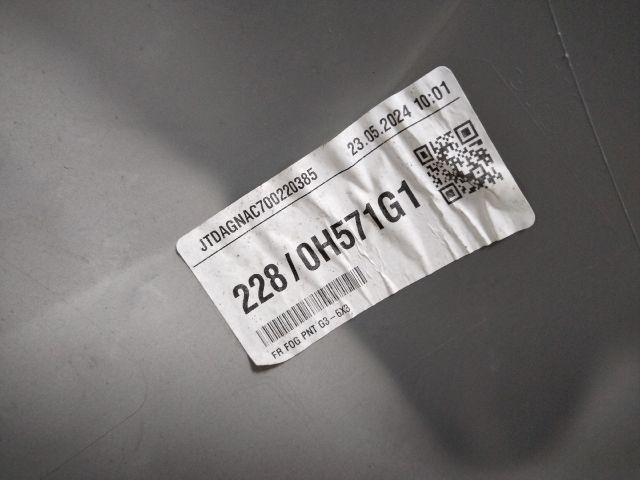 JTDAGNAC700220385 23.05.2024 10:01
228/0H571G1
FR FOG PNT G3-6X3